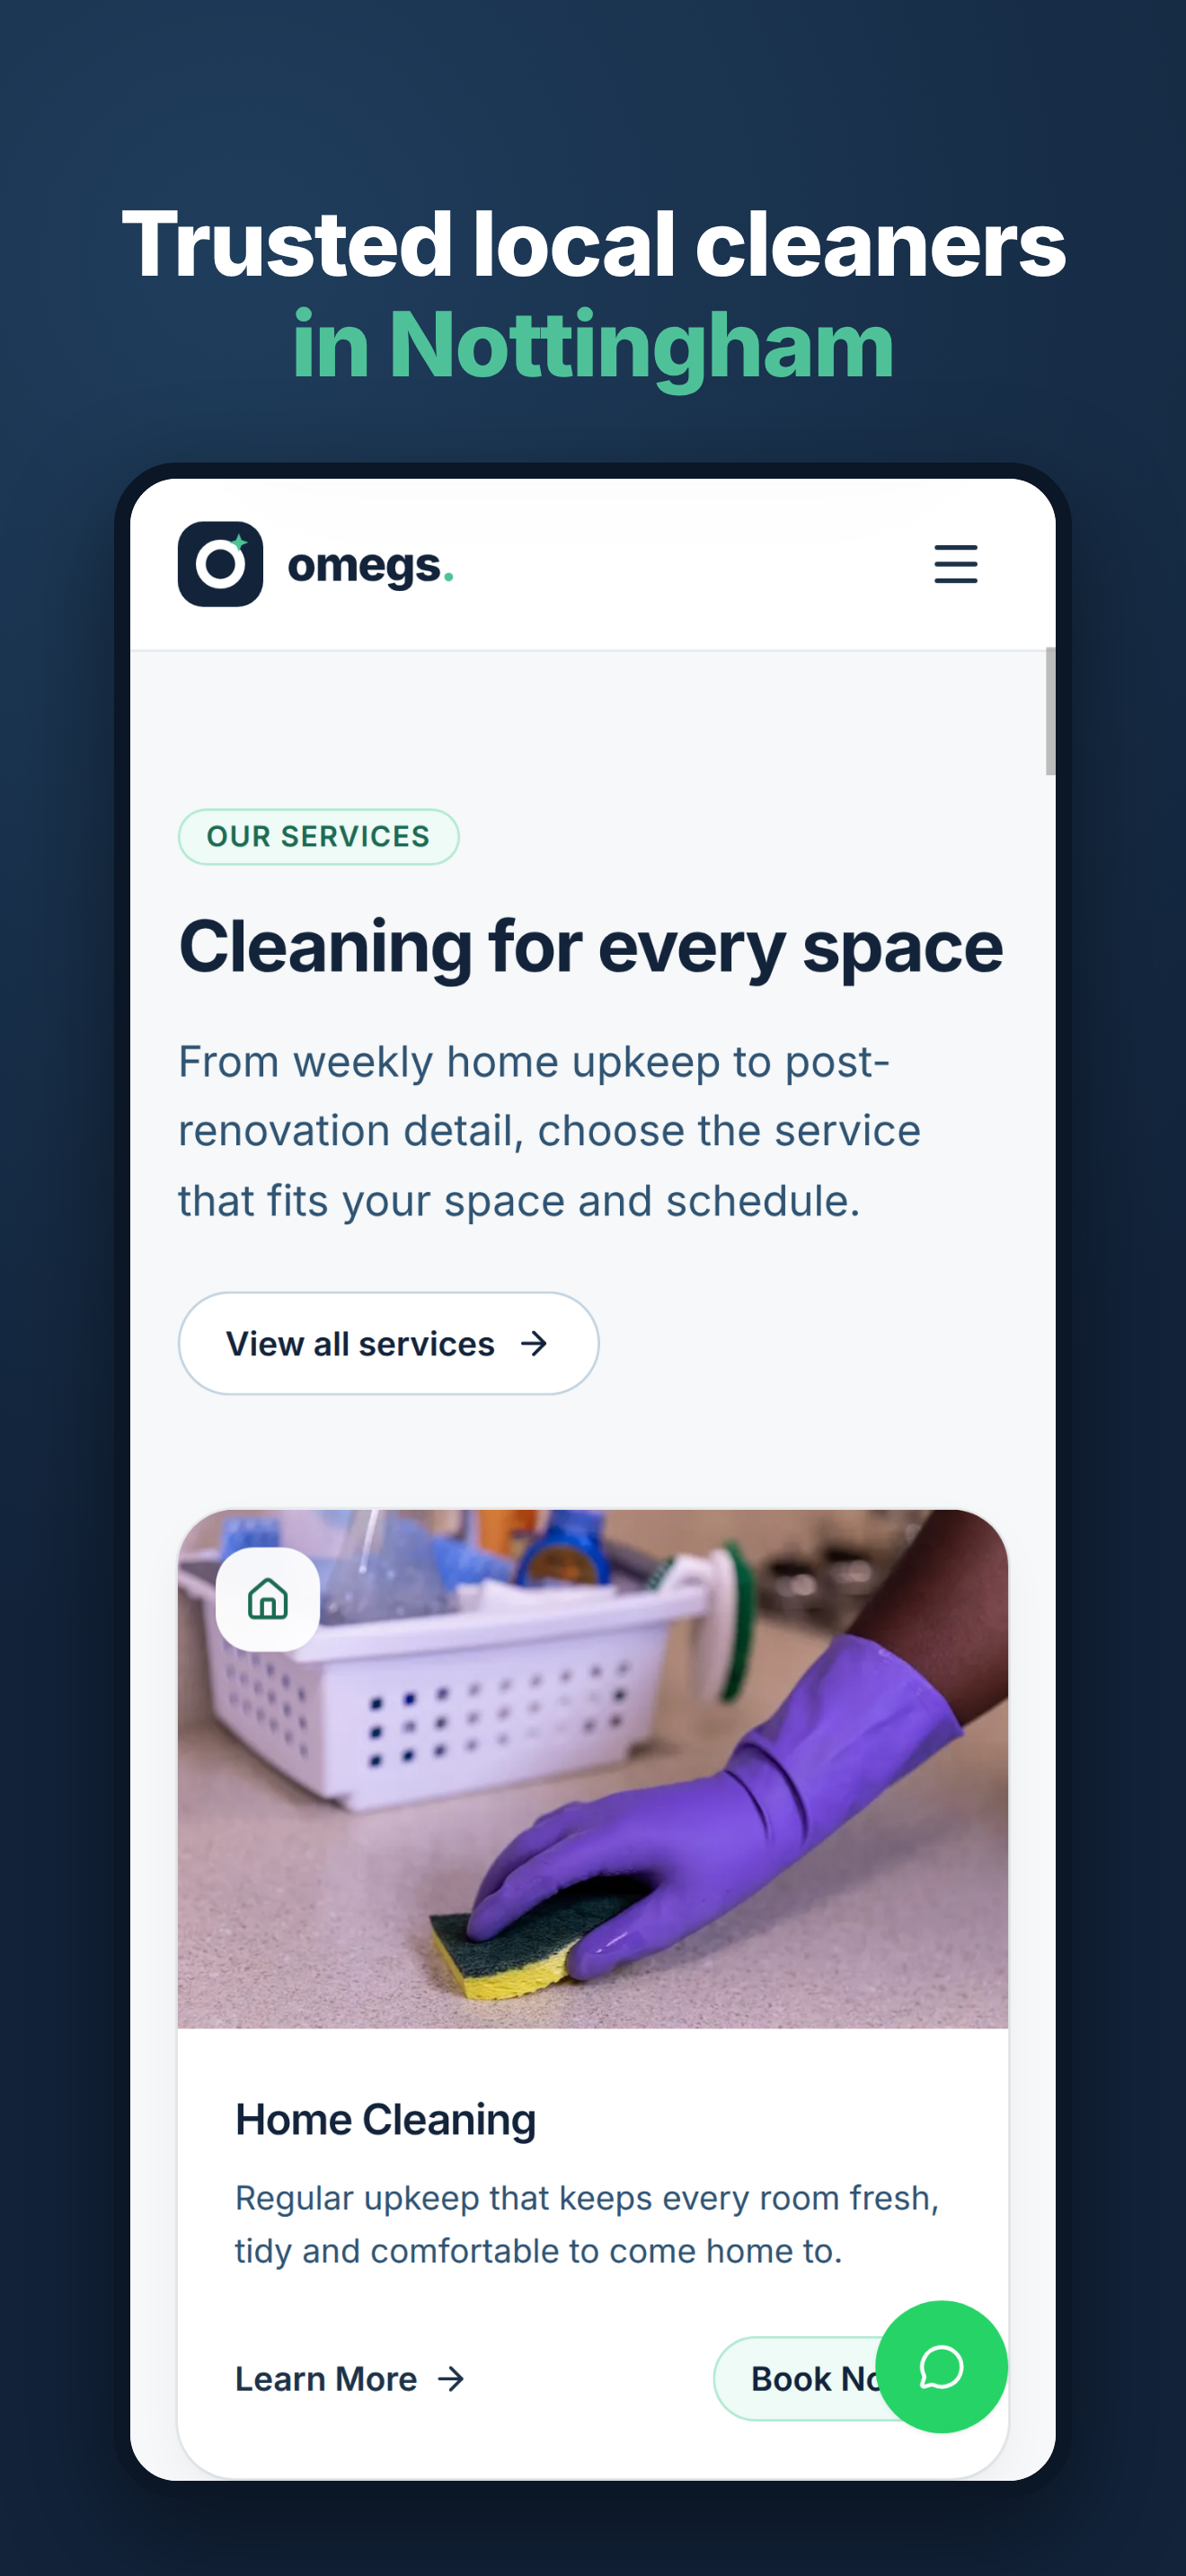 Trusted local cleaners
in Nottingham
omegs.
OUR SERVICES
Cleaning for every space
From weekly home upkeep to post-
renovation detail, choose the service
that fits your space and schedule.
View all services
Home Cleaning
Regular upkeep that keeps every room fresh,
tidy and comfortable to come home to.
Learn More
Book